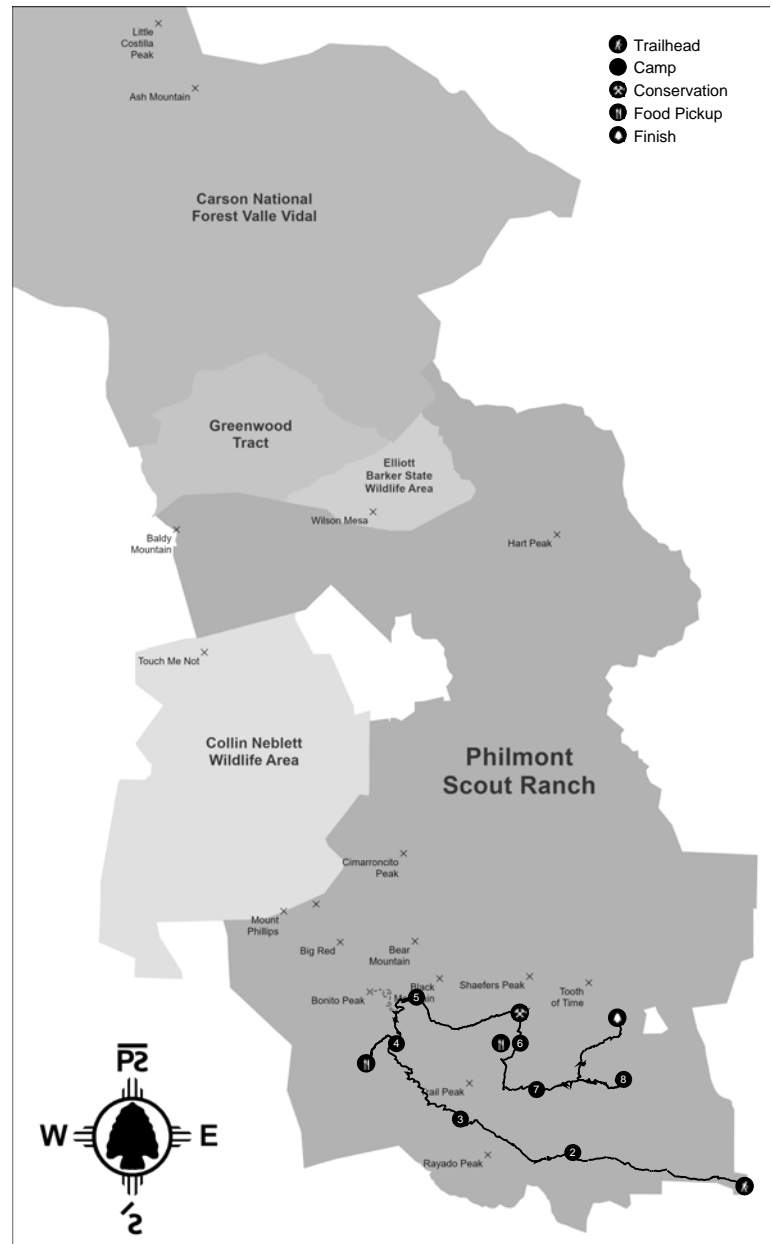 Little
Costilla
Peak
Ash Mountain
Trailhead
Camp
Conservation
Food Pickup
Finish
Carson National
Forest Valle Vidal
Greenwood
Tract
Elliott
Barker State
Wildlife Area
Wilson Mesa
Baldy
Mountain
Hart Peak
Touch Me Not
Collin Neblett
Wildlife Area
Philmont
Scout Ranch
Cimarroncito
Peak
Mount
Phillips
Big Red
Bear
Mountain
Black
Mountain
Shaefers Peak
Tooth
of Time
Bonito Peak
5
6
4
7
8
Trail Peak
3
2
Rayado Peak
W
E